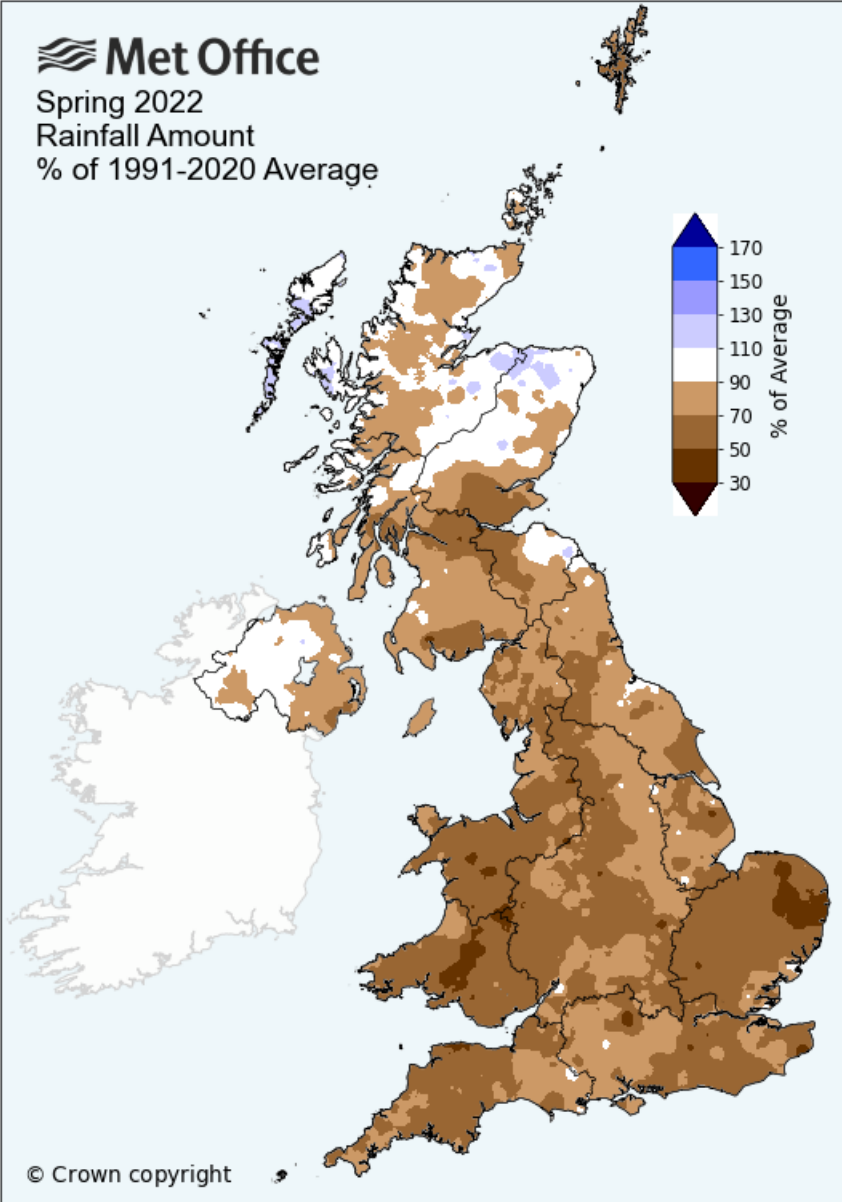 Met Office
Spring 2022
Rainfall Amount
% of 1991-2020 Average
170
150
130
110
90
70
50
30
% of Average
© Crown copyright